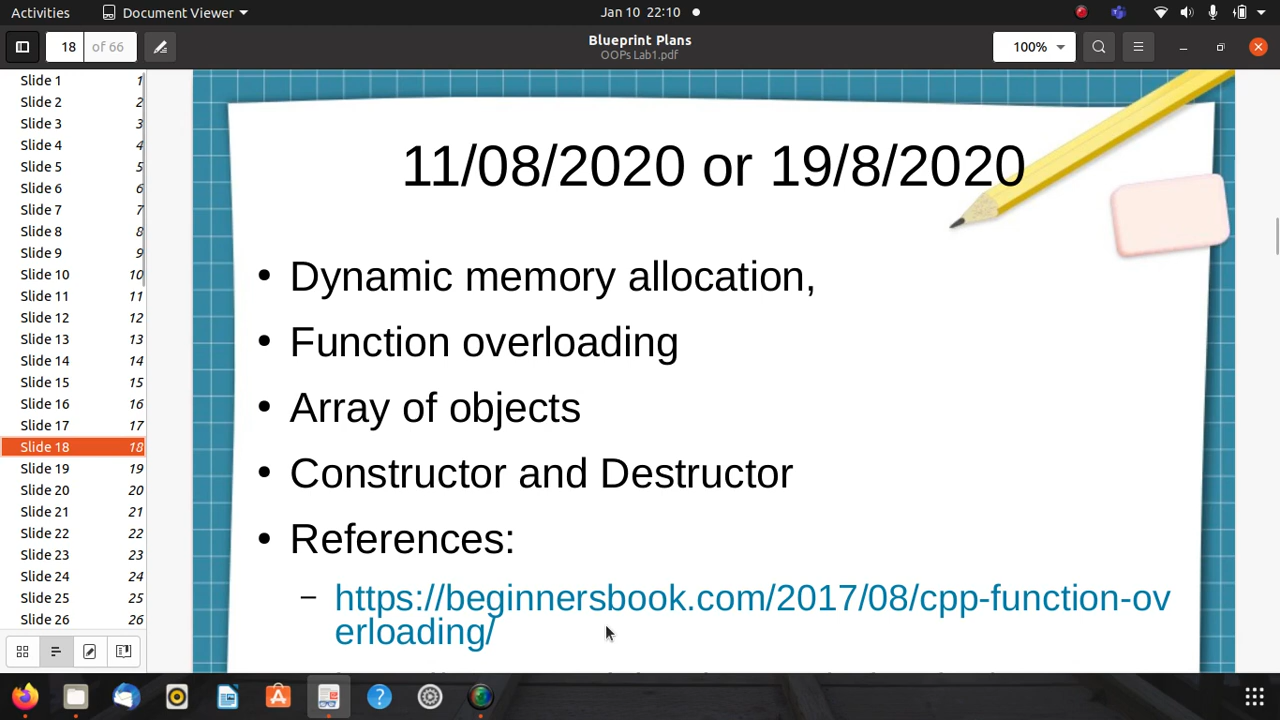 Activities
Document Viewer
Jan 10 22:10
18
of 66
Blueprint Plans
OOPs Lab1.pdf
100%
Slide 1 1
Slide 2 2
Slide 3 3
Slide 4 4
Slide 5 5
Slide 6 6
Slide 7 7
Slide 8 8
Slide 9 9
Slide 10 10
Slide 11 11
Slide 12 12
Slide 13 13
Slide 14 14
Slide 15 15
Slide 16 16
Slide 17 17
Slide 18 18
Slide 19 19
Slide 20 20
Slide 21 21
Slide 22 22
Slide 23 23
Slide 24 24
Slide 25 25
Slide 26 26
11/08/2020 or 19/8/2020
• Dynamic memory allocation,
• Function overloading
• Array of objects
• Constructor and Destructor
• References:
– https://beginnersbook.com/2017/08/cpp-function-ov
erloading/